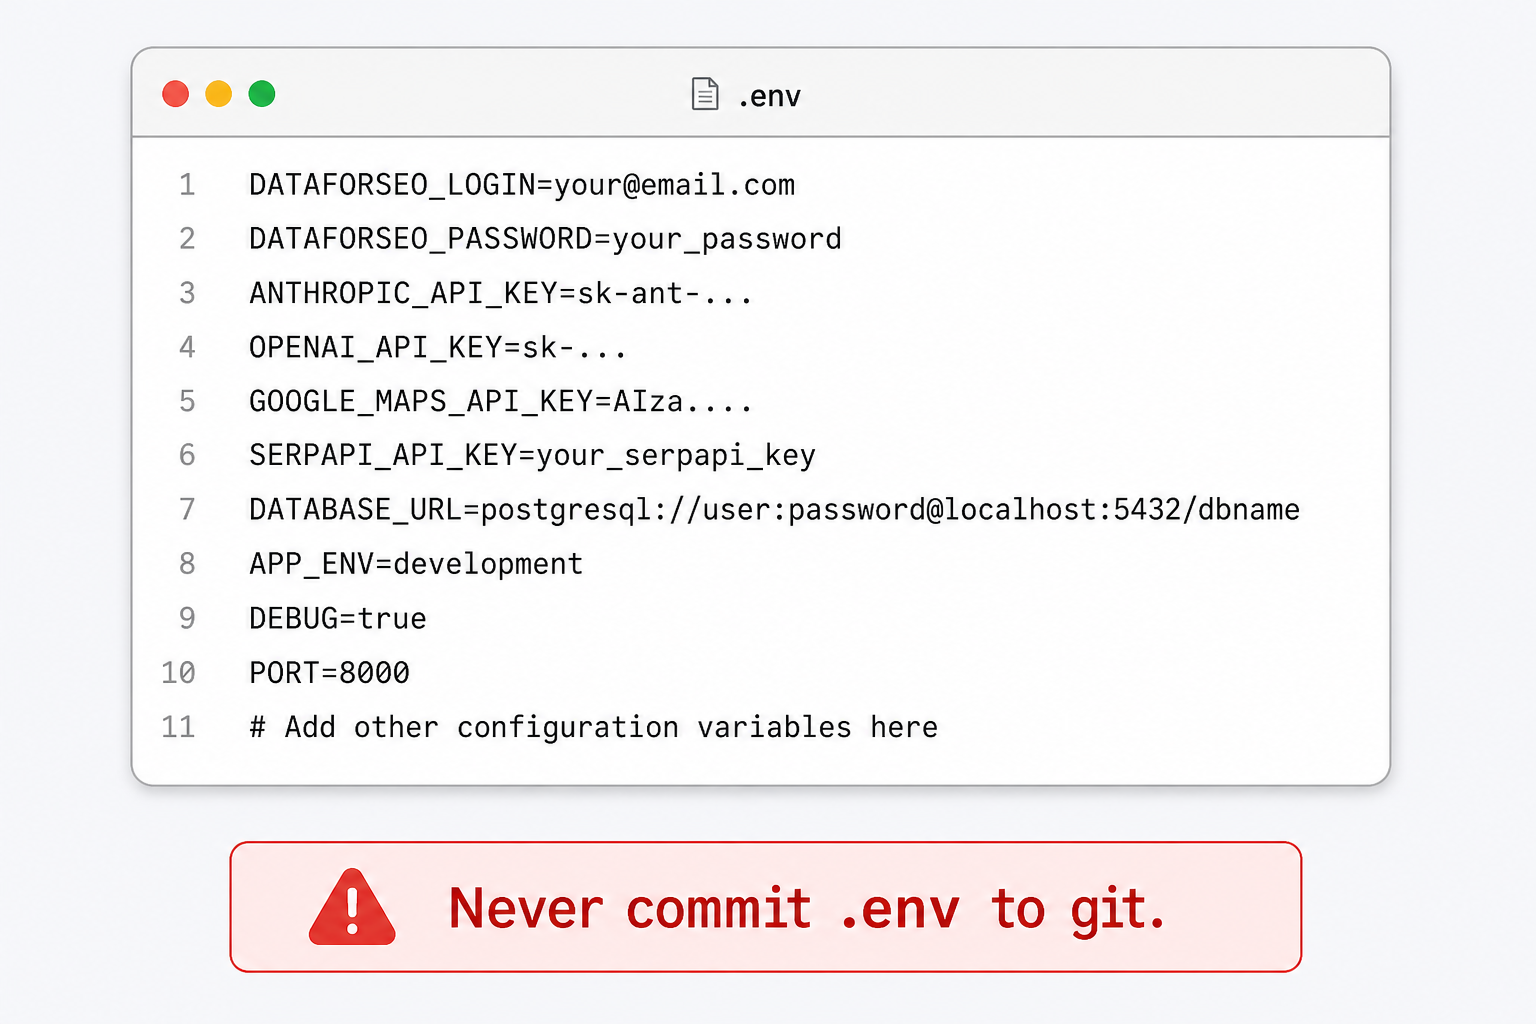 .env
1 DATAFORSEO_LOGIN=your@email.com
2 DATAFORSEO_PASSWORD=your_password
3 ANTHROPIC_API_KEY=sk-ant-...
4 OPENAI_API_KEY=sk-...
5 GOOGLE_MAPS_API_KEY=AIza....
6 SERPAPI_API_KEY=your_serpapi_key
7 DATABASE_URL=postgresql://user:password@localhost:5432/dbname
8 APP_ENV=development
9 DEBUG=true
10 PORT=8000
11 # Add other configuration variables here
Never commit .env to git.